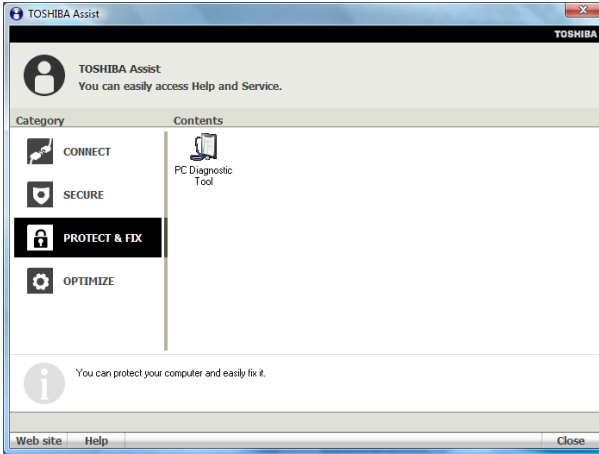 TOSHIBA Assist
TOSHIBA
TOSHIBA Assist
You can easily access Help and Service.
Category
Contents
CONNECT
SECURE
PROTECT & FIX
OPTIMIZE
PC Diagnostic
Tool
You can protect your computer and easily fix it.
Web site
Help
Close